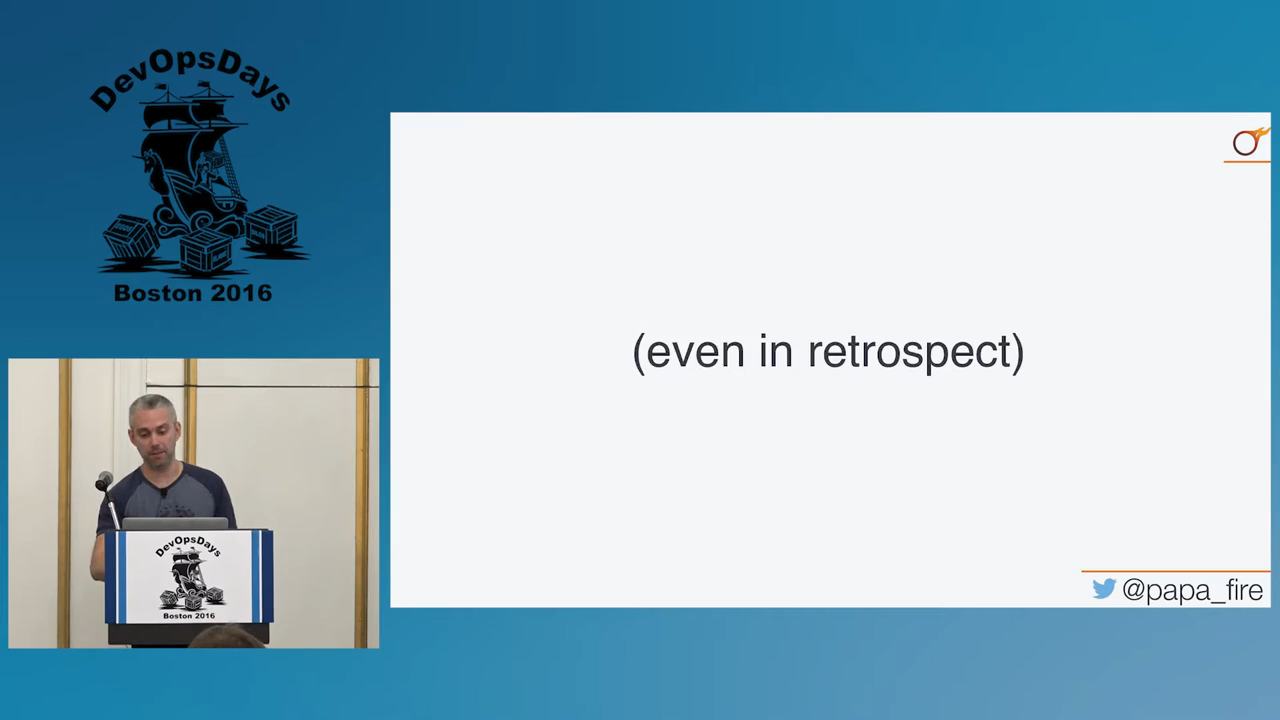 DevOpsDays
Boston 2016
(even in retrospect)
@papa_fire
DevOpsDays
Boston 2016